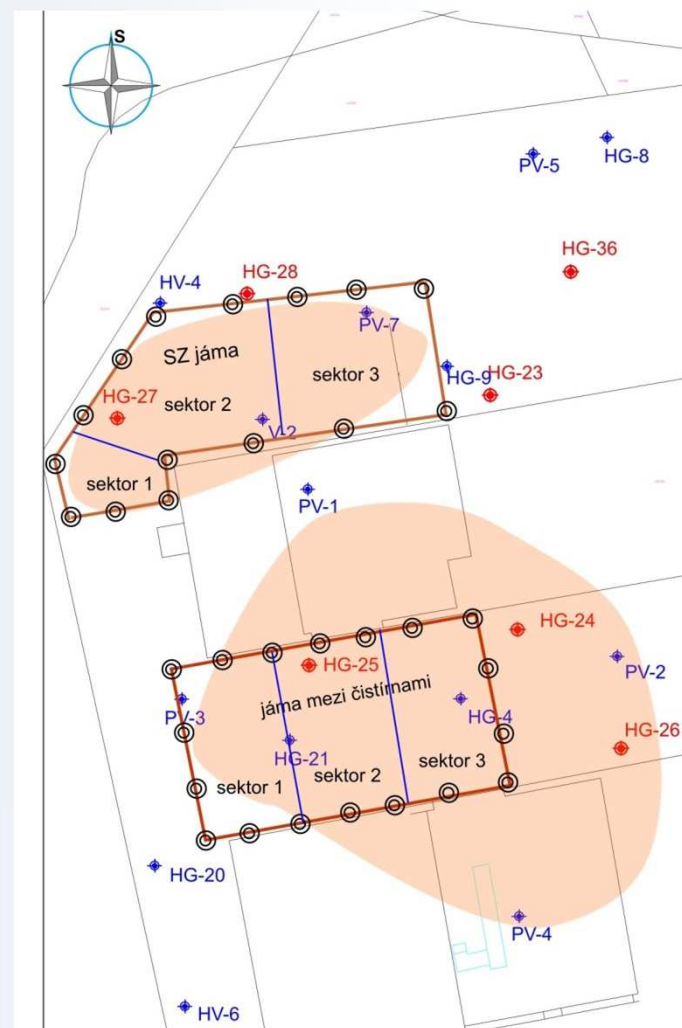 S
PV-5
HG-8
HG-36
HV-4
HG-28
PV-7
SZ jáma
sektor 3
HG-9
HG-23
HG-27
sektor 2
V-2
sektor 1
PV-1
HG-24
HG-25
PV-2
jáma mezi čistírnami
PV-3
HG-4
HG-21
HG-26
sektor 3
sektor 2
sektor 1
HG-20
PV-4
HV-6